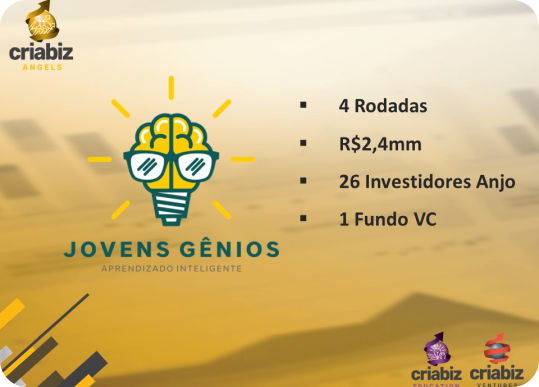 criabiz
ANGELS
4 Rodadas
R$2,4mm
26 Investidores Anjo
1 Fundo VC
JOVENS GÊNIOS
APRENDIZADO INTELIGENTE
criabiz
EDUCATION
criabiz
VENTURES